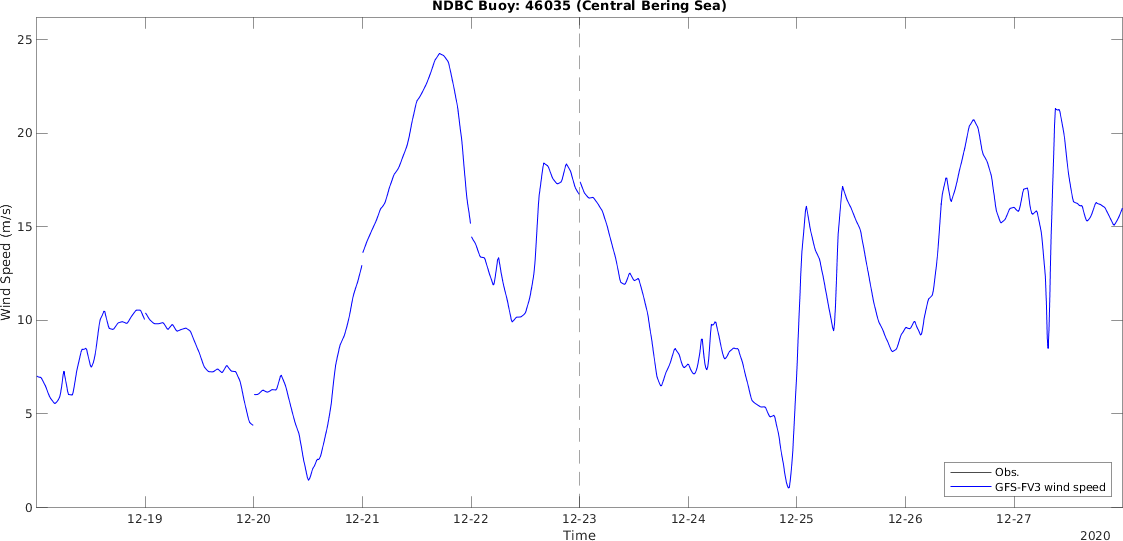 NDBC Buoy: 46035 (Central Bering Sea)
25
20
15
10
5
0
Wind Speed (m/s)
12-19 12-20 12-21 12-22 12-23 12-24 12-25 12-26 12-27
Time
2020
Obs.
GFS-FV3 wind speed